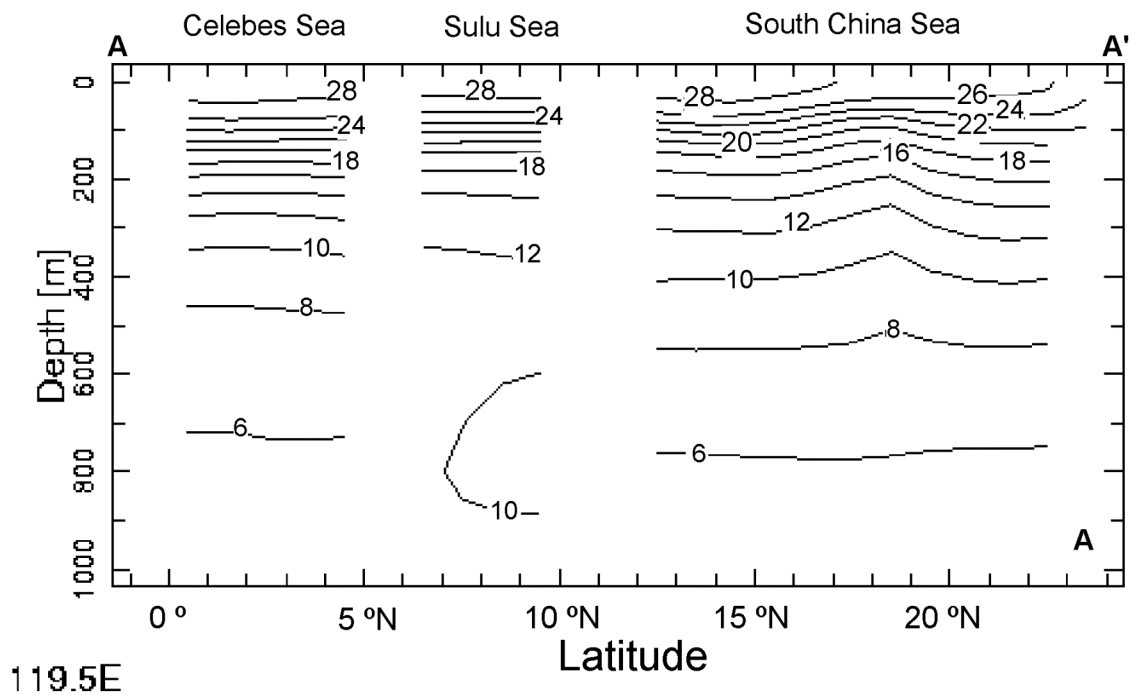 Celebes Sea Sulu Sea South China Sea
A A'
0 28 28 28 26
24 24 24
20 22
18 18 16 18
200
12
10 12
400 10
8 8
600
6 6
800
10
A
1000
Depth [m]
0 º 5 ºN 10 ºN 15 ºN 20 ºN
Latitude
119.5E